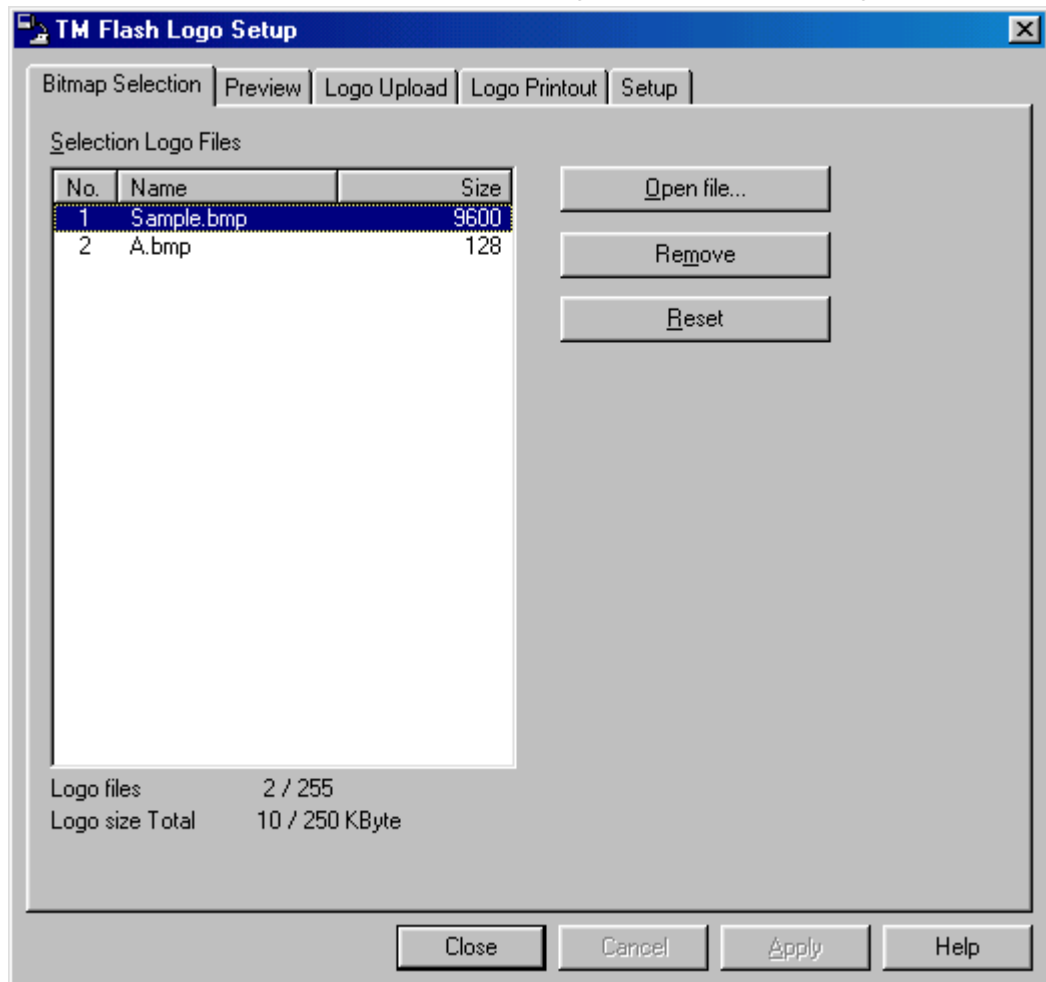 TM Flash Logo Setup
Bitmap Selection Preview Logo Upload Logo Printout Setup
Selection Logo Files
No. Name Size
1 Sample.bmp 9600
2 A.bmp 128
Open file...
Remove
Reset
Logo files 2 / 255
Logo size Total 10 / 250 KByte
Close Cancel Apply Help